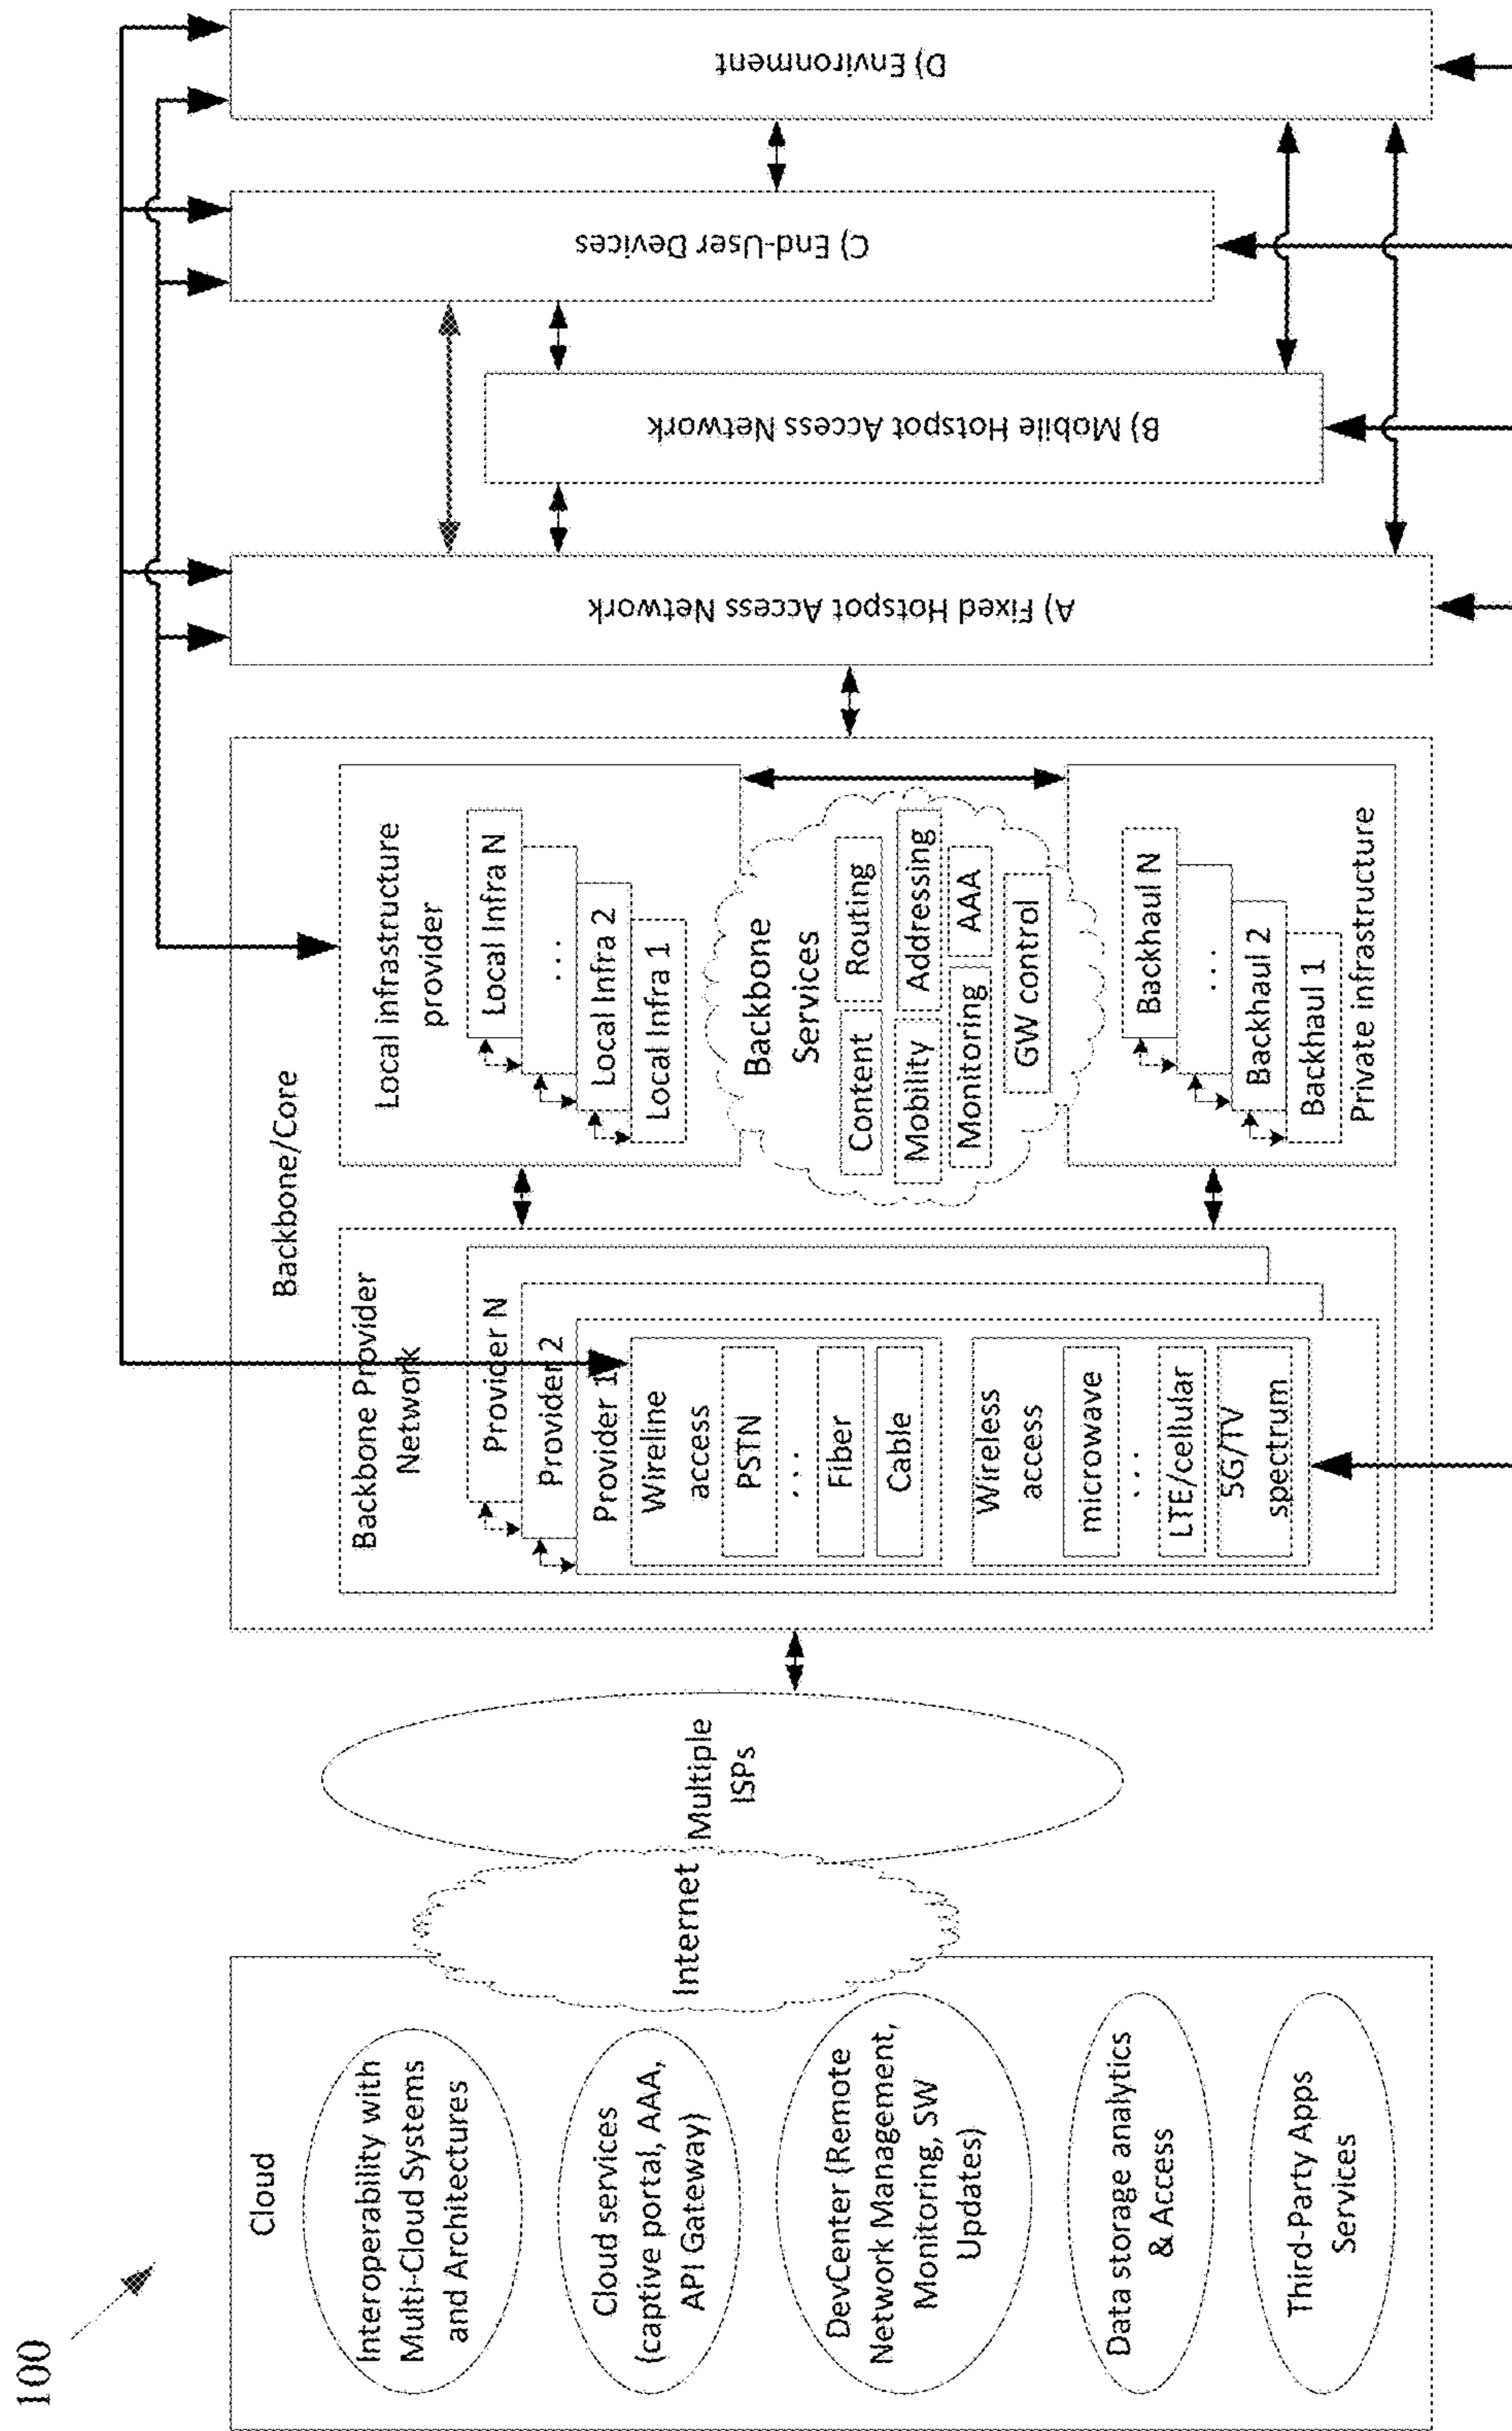 100
Cloud
Interoperability with
Multi-Cloud Systems
and Architectures
Cloud services
(captive portal, AAA,
API Gateway)
DevCenter (Remote
Network Management,
Monitoring, SW
Updates)
Data storage analytics
& Access
Third-Party Apps
Services
Internet
Multiple
ISPs
Backbone/Core
Backbone Provider
Network
Provider N
Provider 2
Provider 1
Wireline
access
PSTN
...
Fiber
Cable
Wireless
access
microwave
...
LTE/cellular
5G/TV
spectrum
Local infrastructure
provider
Local Infra N
...
Local Infra 2
Local Infra 1
Backbone
Services
Content
Routing
Mobility
Addressing
Monitoring
AAA
GW control
Backhaul N
...
Backhaul 2
Backhaul 1
Private infrastructure
A) Fixed Hotspot Access Network
B) Mobile Hotspot Access Network
C) End-User Devices
D) Environment